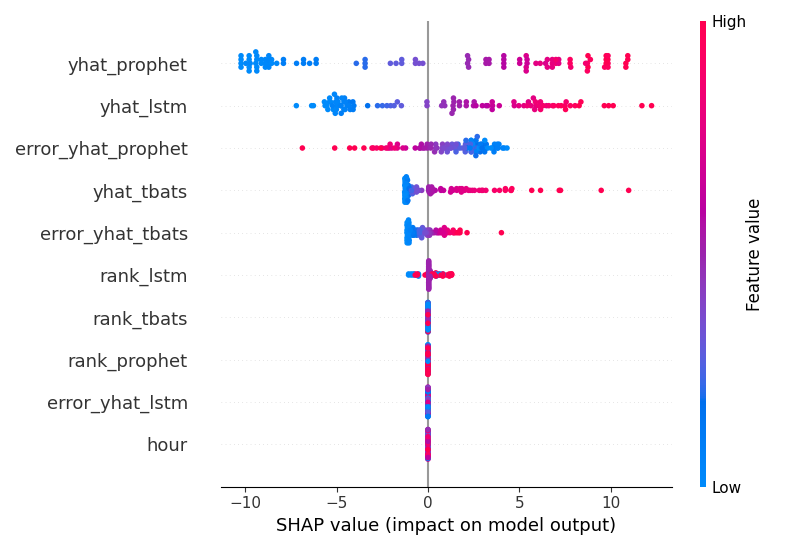 High
yhat_prophet
yhat_lstm
error_yhat_prophet
yhat_tbats
error_yhat_tbats
rank_lstm
rank_tbats
rank_prophet
error_yhat_lstm
hour
Feature value
Low
−10 −5 0 5 10
SHAP value (impact on model output)